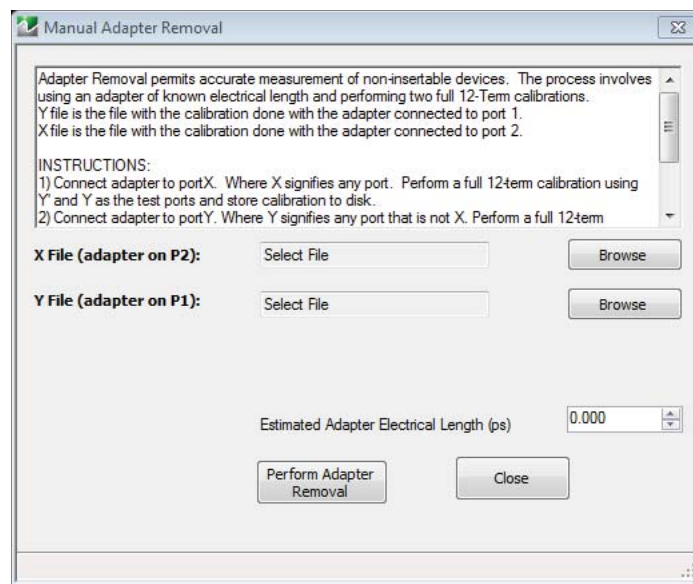 Manual Adapter Removal
Adapter Removal permits accurate measurement of non-insertable devices.  The process involves
using an adapter of known electrical length and performing two full 12-Term calibrations.
Y file is the file with the calibration done with the adapter connected to port 1.
X file is the file with the calibration done with the adapter connected to port 2.
INSTRUCTIONS:
1) Connect adapter to portX.  Where X signifies any port.  Perform a full 12-term calibration using
Y' and Y as the test ports and store calibration to disk.
2) Connect adapter to portY. Where Y signifies any port that is not X. Perform a full 12-term
X File (adapter on P2):
Select File
Browse
Y File (adapter on P1):
Select File
Browse
Estimated Adapter Electrical Length (ps)
0.000
Perform Adapter
Removal
Close